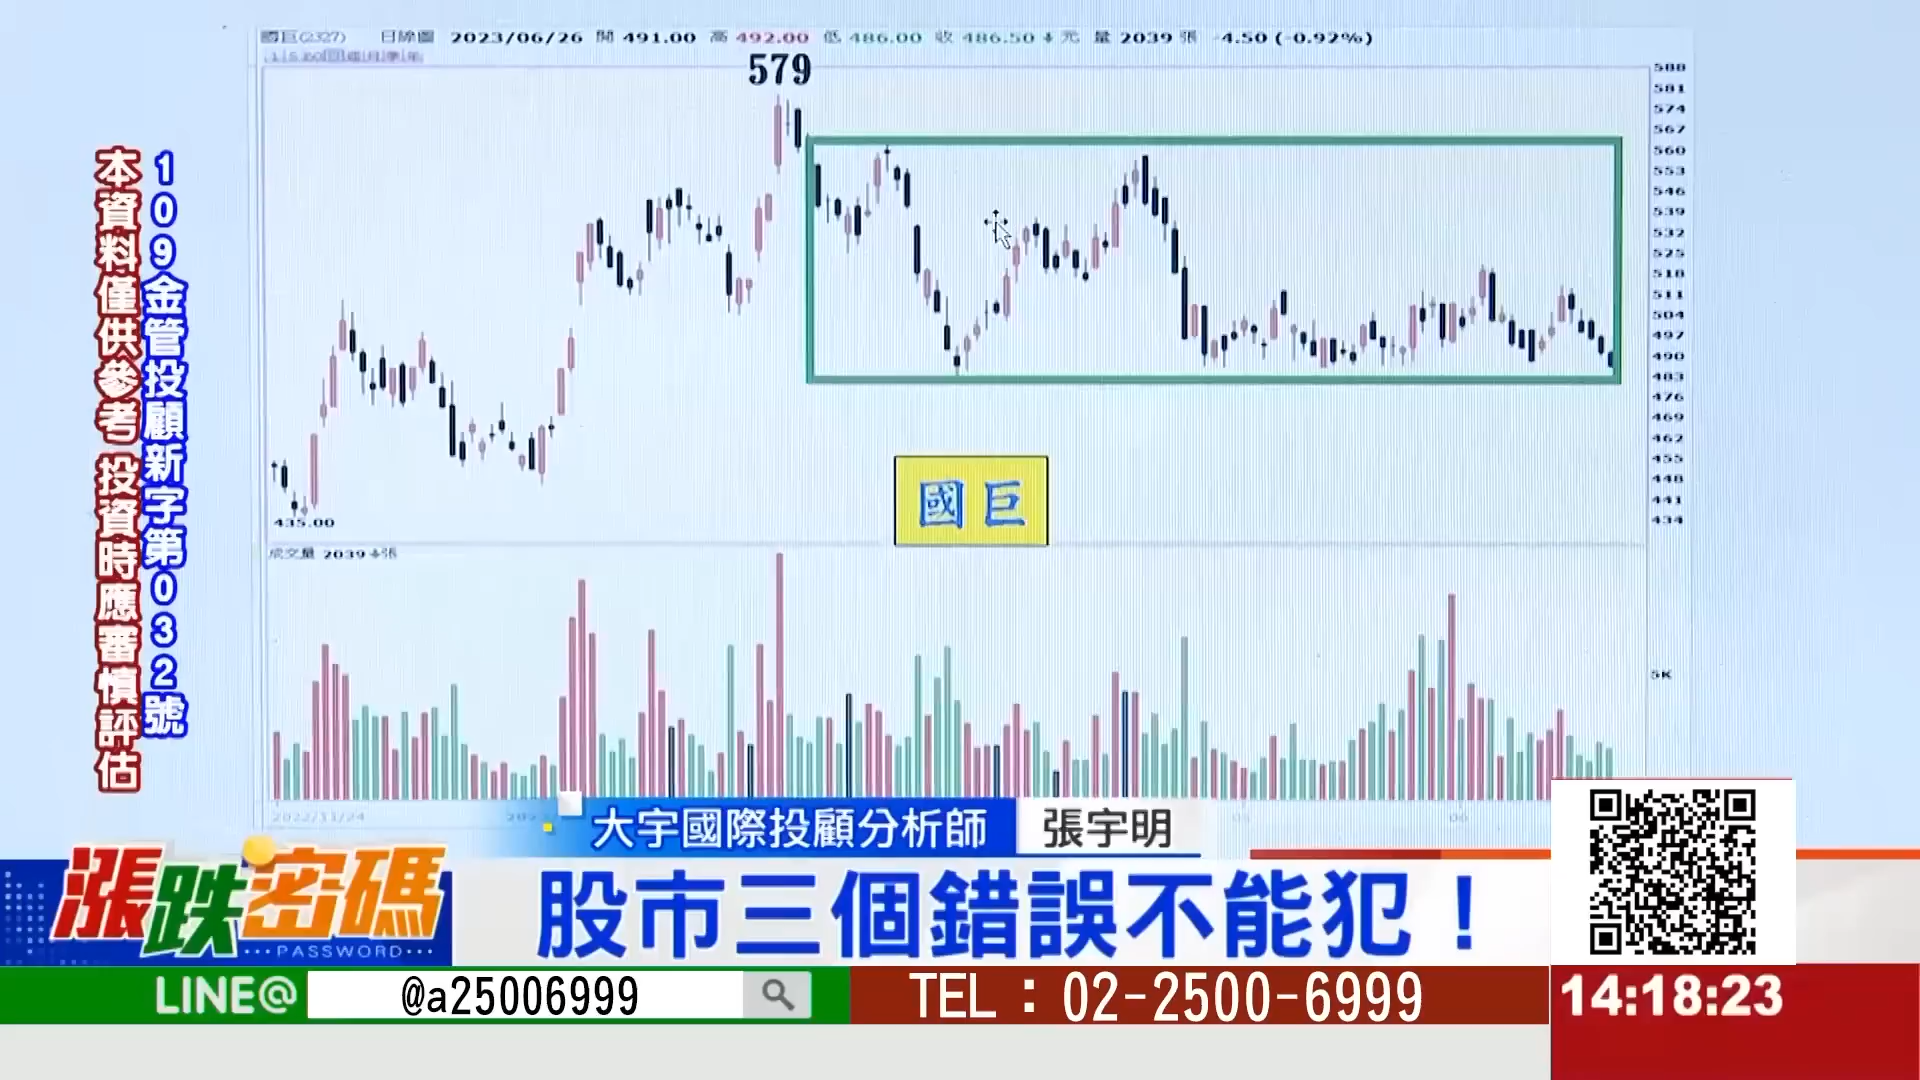 國巨(2327) 日線圖 2023/06/26 開 491.00 高 492.00 低 486.00 收 486.50↓元 量 2039 張 -4.50 (-0.92%)
579
588
581
574
567
560
553
546
539
532
525
518
511
504
497
490
483
476
469
462
455
448
441
434
435.00
國巨
成交量 2039↓張
5K
2022/11/24
05
06
109金管投顧新字第032號
本資料僅供參考 投資時應審慎評估
大宇國際投顧分析師 張宇明
漲跌密碼
PASSWORD
股市三個錯誤不能犯！
LINE@ @a25006999
TEL：02-2500-6999
14:18:23